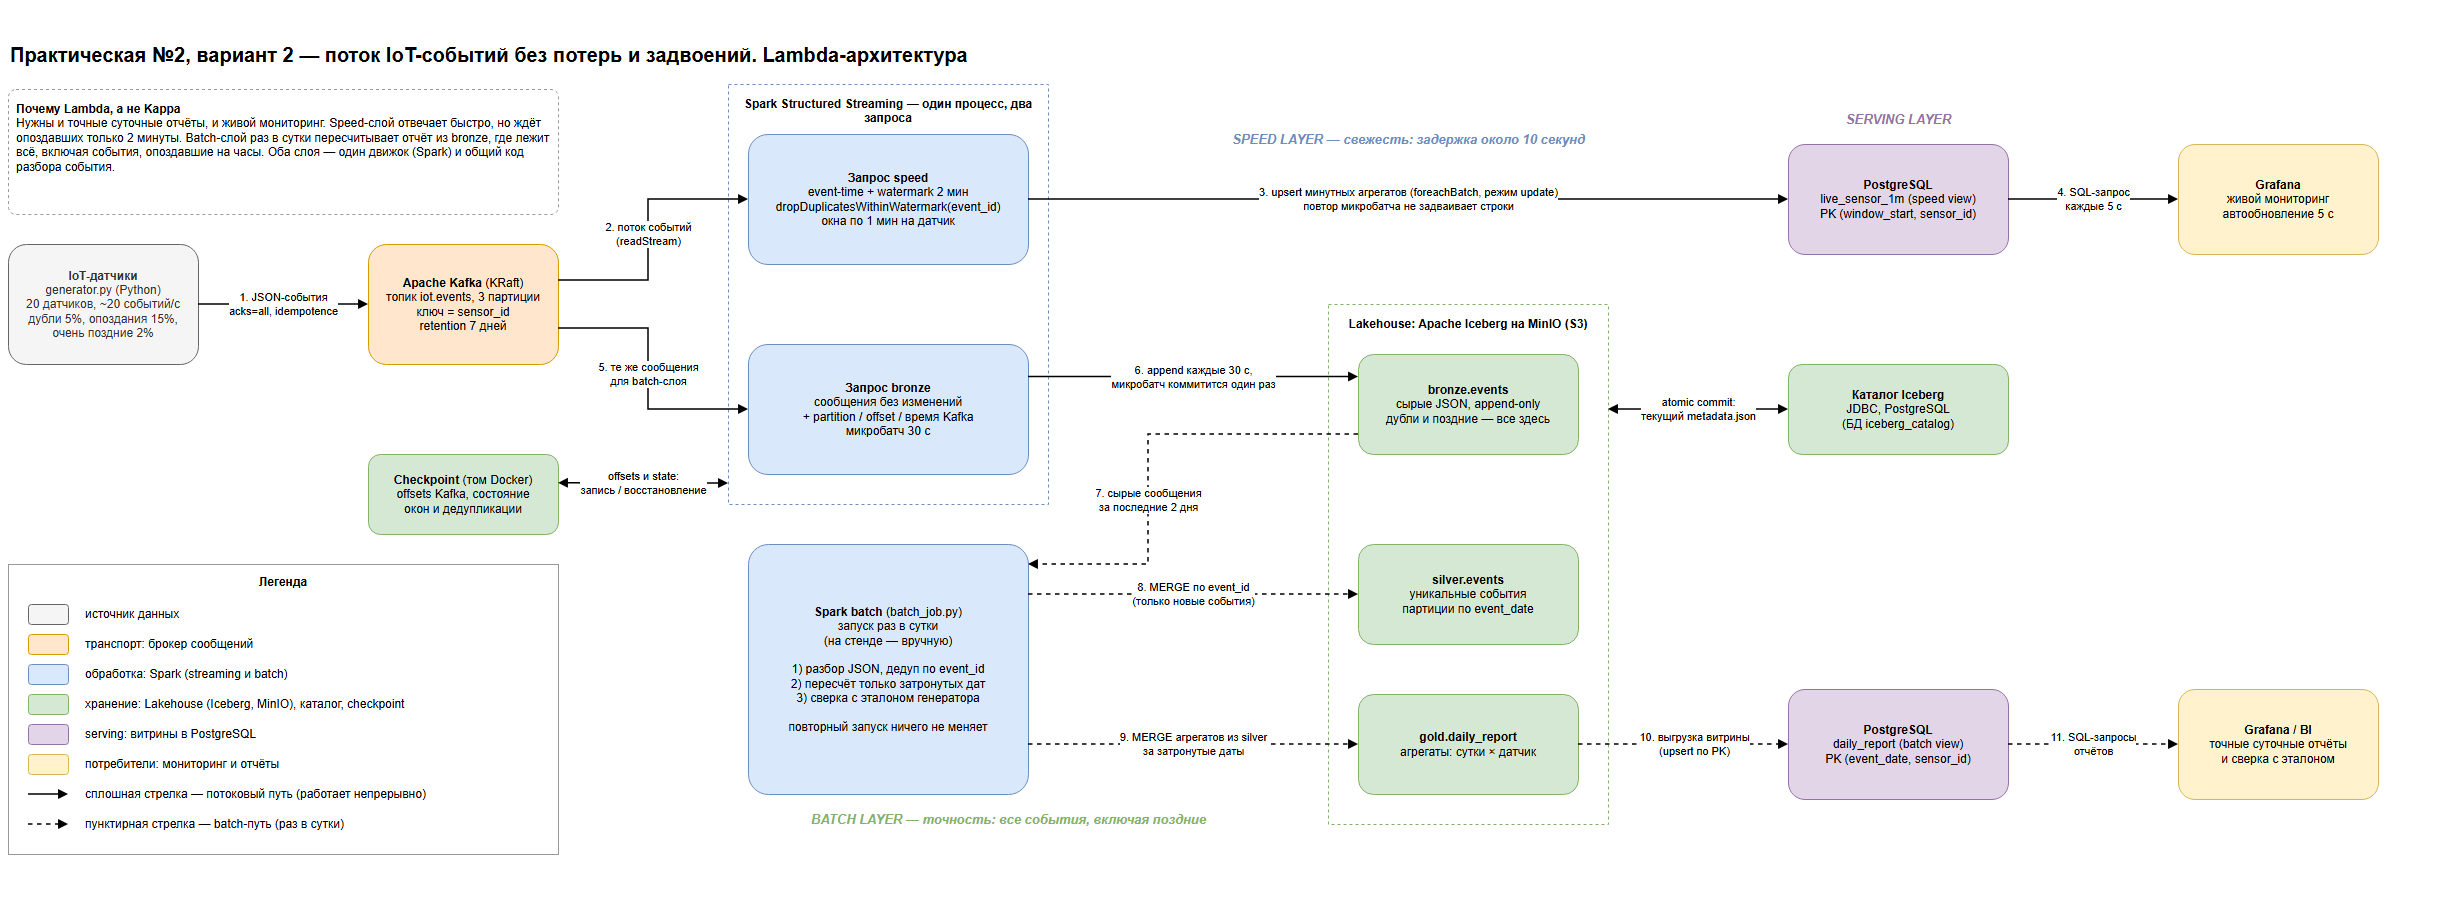 Практическая №2, вариант 2 — поток IoT-событий без потерь и задвоений. Lambda-архитектура
Почему Lambda, а не Kappa
Нужны и точные суточные отчёты, и живой мониторинг. Speed-слой отвечает быстро, но ждёт
опоздавших только 2 минуты. Batch-слой раз в сутки пересчитывает отчёт из bronze, где лежит
всё, включая события, опоздавшие на часы. Оба слоя — один движок (Spark) и общий код
разбора события.
IoT-датчики
generator.py (Python)
20 датчиков, ~20 событий/с
дубли 5%, опоздания 15%,
очень поздние 2%
1. JSON-события
acks=all, idempotence
Apache Kafka (KRaft)
топик iot.events, 3 партиции
ключ = sensor_id
retention 7 дней
2. поток событий
(readStream)
5. те же сообщения
для batch-слоя
Checkpoint (том Docker)
offsets Kafka, состояние
окон и дедупликации
offsets и state:
запись / восстановление
Spark Structured Streaming — один процесс, два
запроса
Запрос speed
event-time + watermark 2 мин
dropDuplicatesWithinWatermark(event_id)
окна по 1 мин на датчик
Запрос bronze
сообщения без изменений
+ partition / offset / время Kafka
микробатч 30 с
SPEED LAYER — свежесть: задержка около 10 секунд
3. upsert минутных агрегатов (foreachBatch, режим update)
повтор микробатча не задваивает строки
SERVING LAYER
PostgreSQL
live_sensor_1m (speed view)
PK (window_start, sensor_id)
4. SQL-запрос
каждые 5 с
Grafana
живой мониторинг
автообновление 5 с
6. append каждые 30 с,
микробатч коммитится один раз
Lakehouse: Apache Iceberg на MinIO (S3)
bronze.events
сырые JSON, append-only
дубли и поздние — все здесь
atomic commit:
текущий metadata.json
Каталог Iceberg
JDBC, PostgreSQL
(БД iceberg_catalog)
7. сырые сообщения
за последние 2 дня
Spark batch (batch_job.py)
запуск раз в сутки
(на стенде — вручную)
1) разбор JSON, дедуп по event_id
2) пересчёт только затронутых дат
3) сверка с эталоном генератора
повторный запуск ничего не меняет
8. MERGE по event_id
(только новые события)
silver.events
уникальные события
партиции по event_date
9. MERGE агрегатов из silver
за затронутые даты
gold.daily_report
агрегаты: сутки × датчик
10. выгрузка витрины
(upsert по PK)
PostgreSQL
daily_report (batch view)
PK (event_date, sensor_id)
11. SQL-запросы
отчётов
Grafana / BI
точные суточные отчёты
и сверка с эталоном
BATCH LAYER — точность: все события, включая поздние
Легенда
источник данных
транспорт: брокер сообщений
обработка: Spark (streaming и batch)
хранение: Lakehouse (Iceberg, MinIO), каталог, checkpoint
serving: витрины в PostgreSQL
потребители: мониторинг и отчёты
сплошная стрелка — потоковый путь (работает непрерывно)
пунктирная стрелка — batch-путь (раз в сутки)